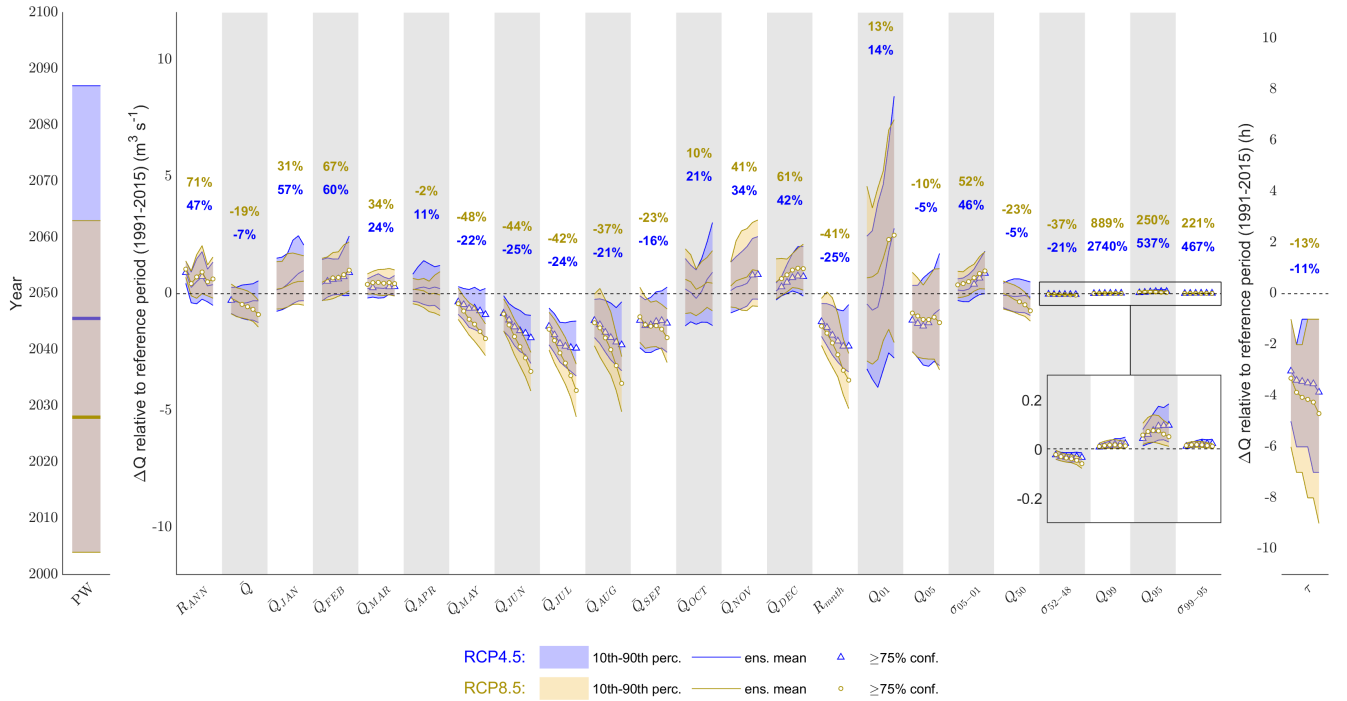 2100
2090
2080
2070
2060
2050
2040
2030
2020
2010
2000
Year
PW
ΔQ relative to reference period (1991-2015) (m³ s⁻¹)
10
5
0
-5
-10
71%
47%
-19%
-7%
31%
57%
67%
60%
34%
24%
-2%
11%
-48%
-22%
-44%
-25%
-42%
-24%
-37%
-21%
-23%
-16%
10%
21%
41%
34%
61%
42%
-41%
-25%
13%
14%
-10%
-5%
52%
46%
-23%
-5%
-37%
-21%
889%
2740%
250%
537%
221%
467%
0.2
0
-0.2
R_ANN
Q̄
Q̄_JAN
Q̄_FEB
Q̄_MAR
Q̄_APR
Q̄_MAY
Q̄_JUN
Q̄_JUL
Q̄_AUG
Q̄_SEP
Q̄_OCT
Q̄_NOV
Q̄_DEC
R_mnth
Q_01
Q_05
σ_05−01
Q_50
σ_52−48
Q_99
Q_95
σ_99−95
ΔQ relative to reference period (1991-2015) (h)
10
8
6
4
2
0
-2
-4
-6
-8
-10
-13%
-11%
τ
RCP4.5: 10th-90th perc. ens. mean ≥75% conf.
RCP8.5: 10th-90th perc. ens. mean ≥75% conf.